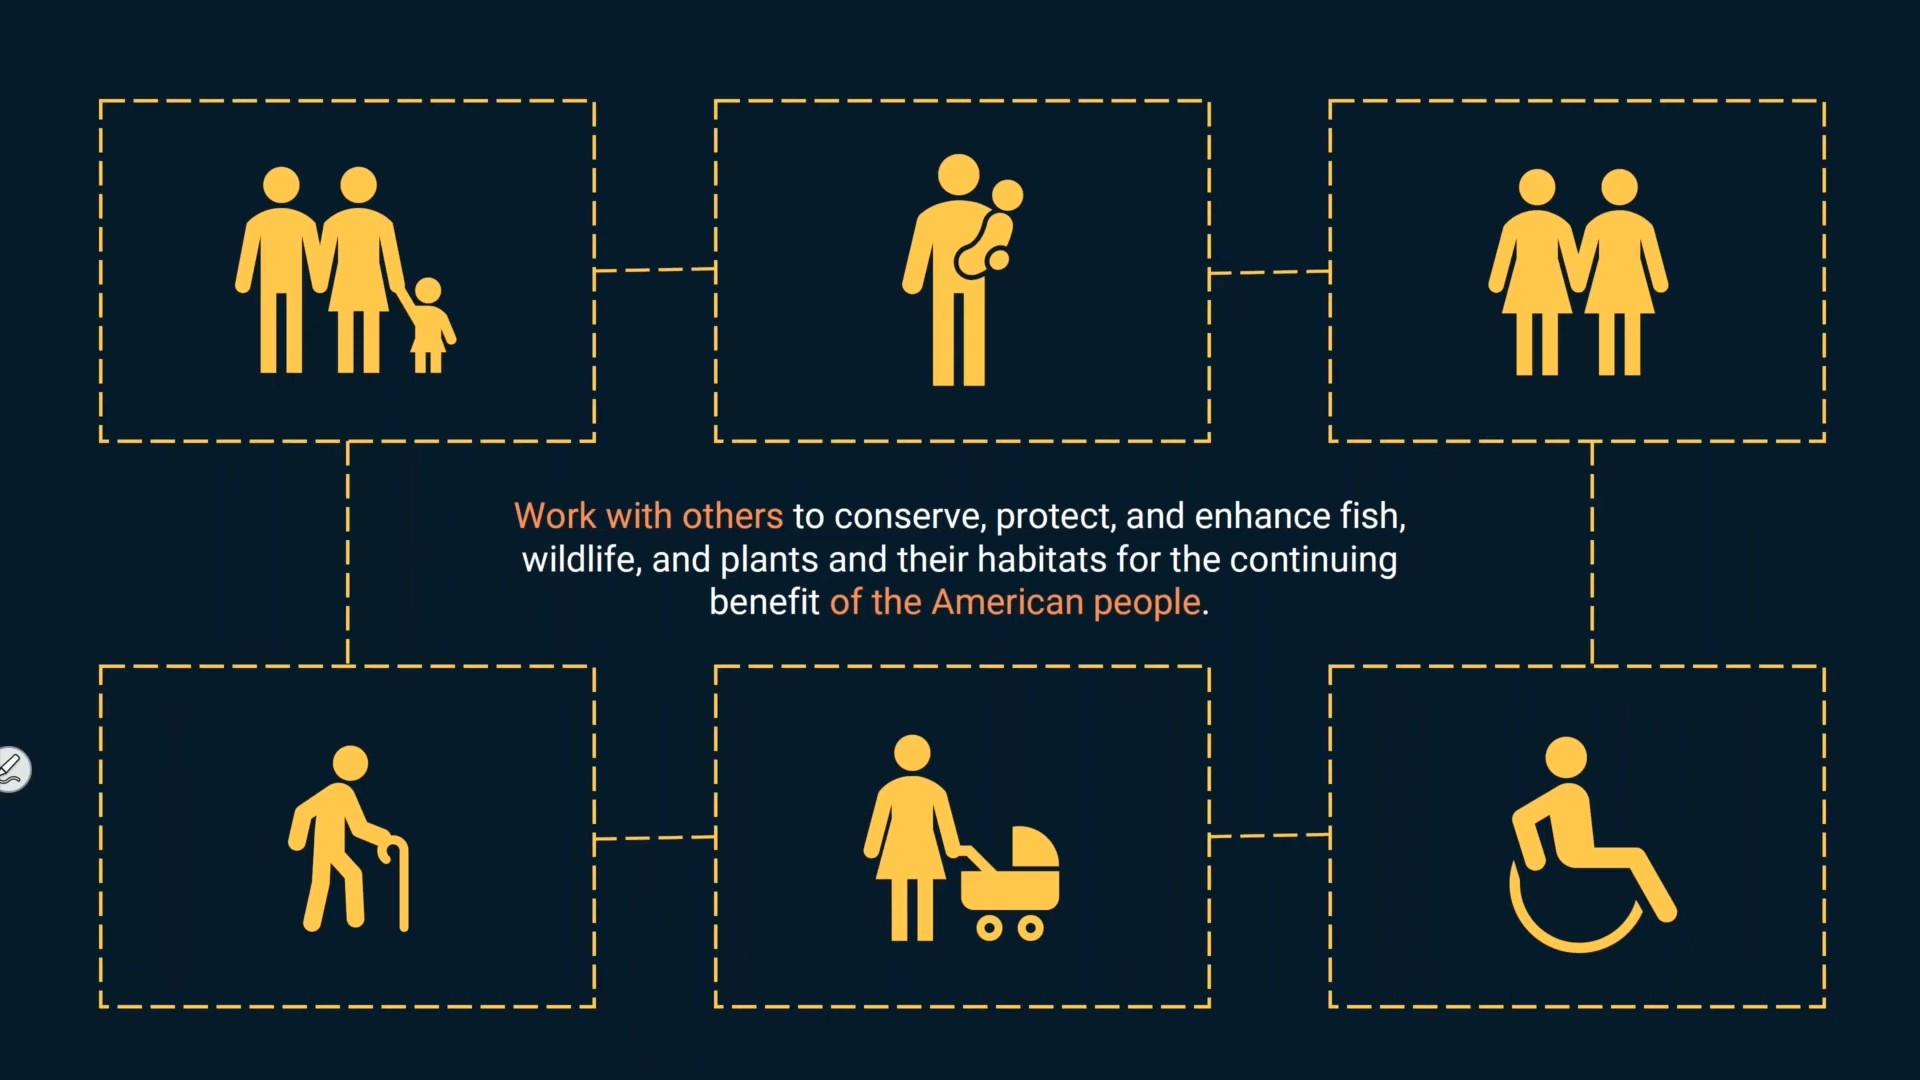 Work with others to conserve, protect, and enhance fish,
wildlife, and plants and their habitats for the continuing
benefit of the American people.